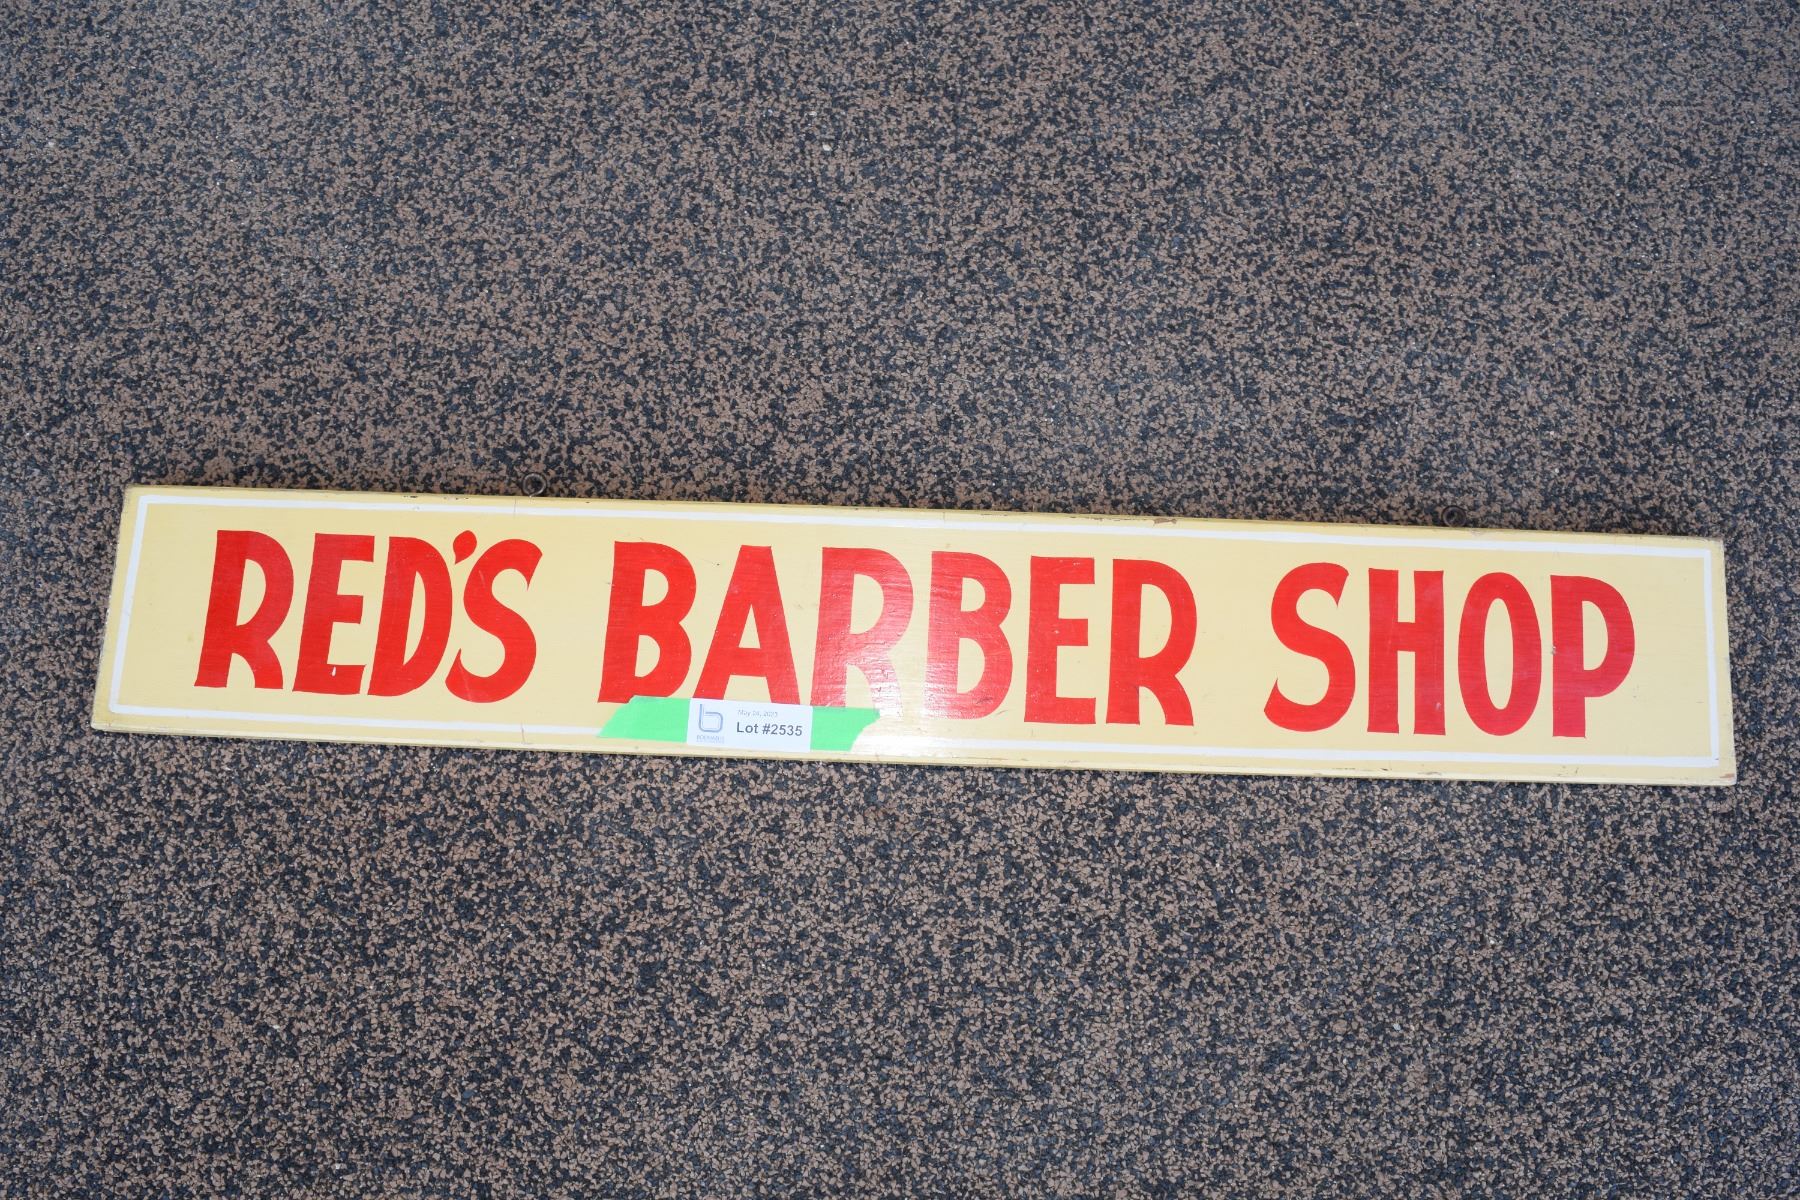 RED'S BARBER SHOP
Lot #2535